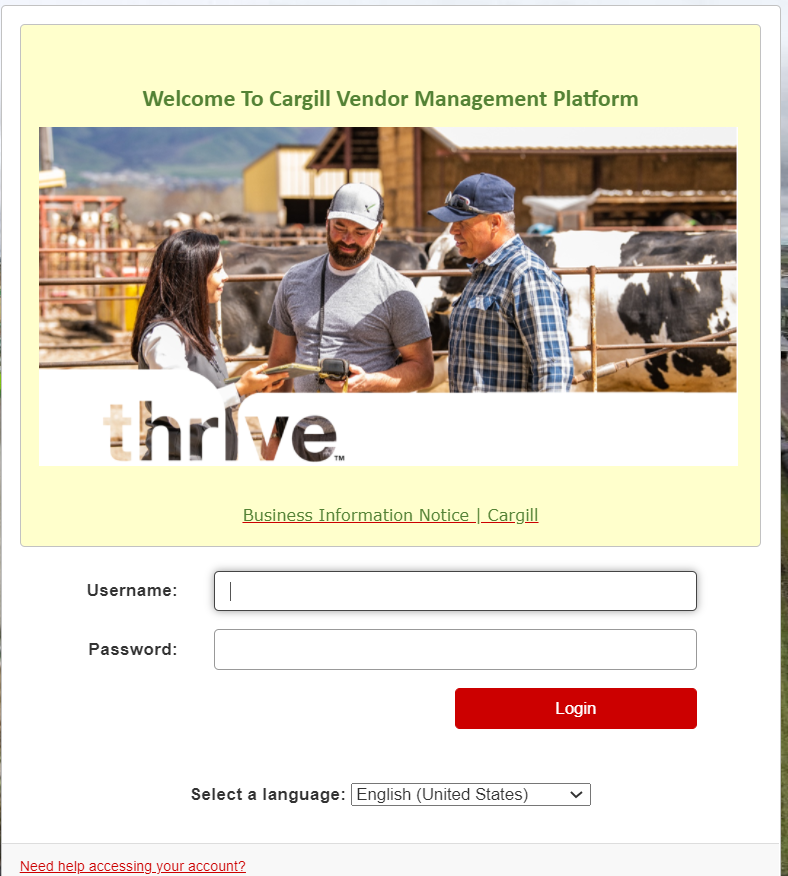 Welcome To Cargill Vendor Management Platform
thrive™
Business Information Notice | Cargill
Username:
Password:
Login
Select a language: English (United States)
Need help accessing your account?